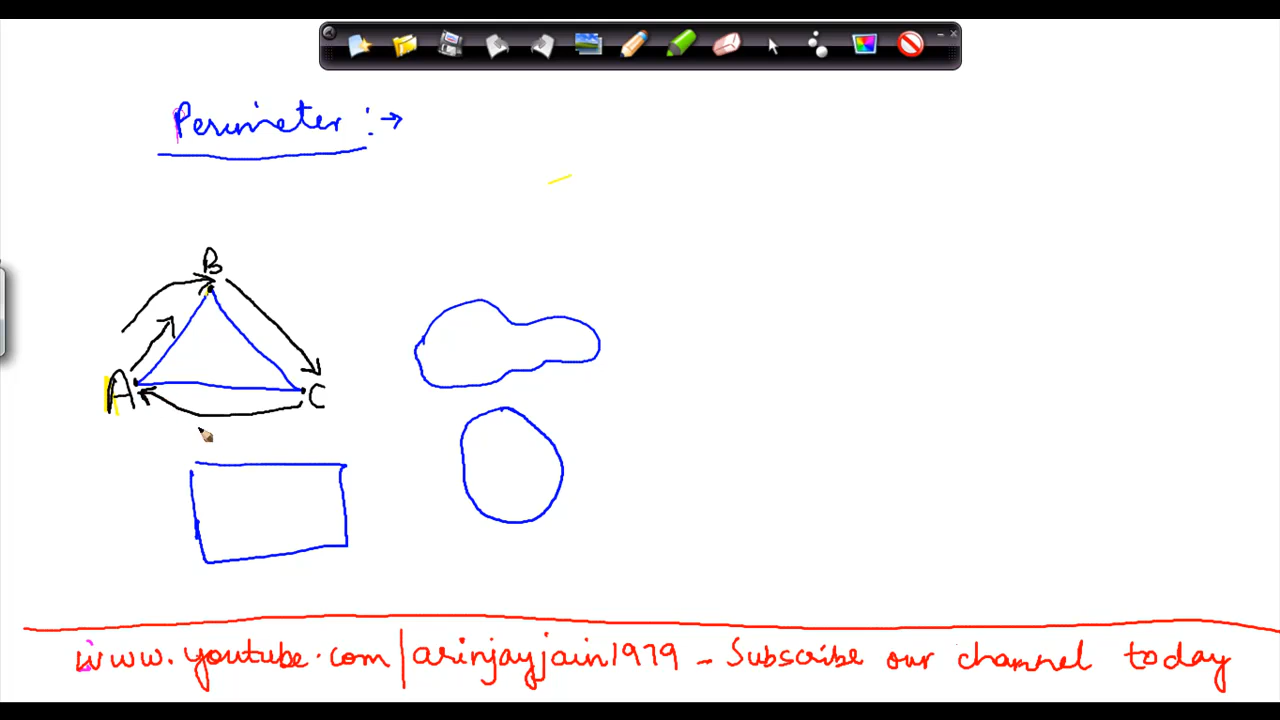 Perimeter :→
B
A
C
www.youtube.com/arinjayjain1979 - Subscribe our channel today